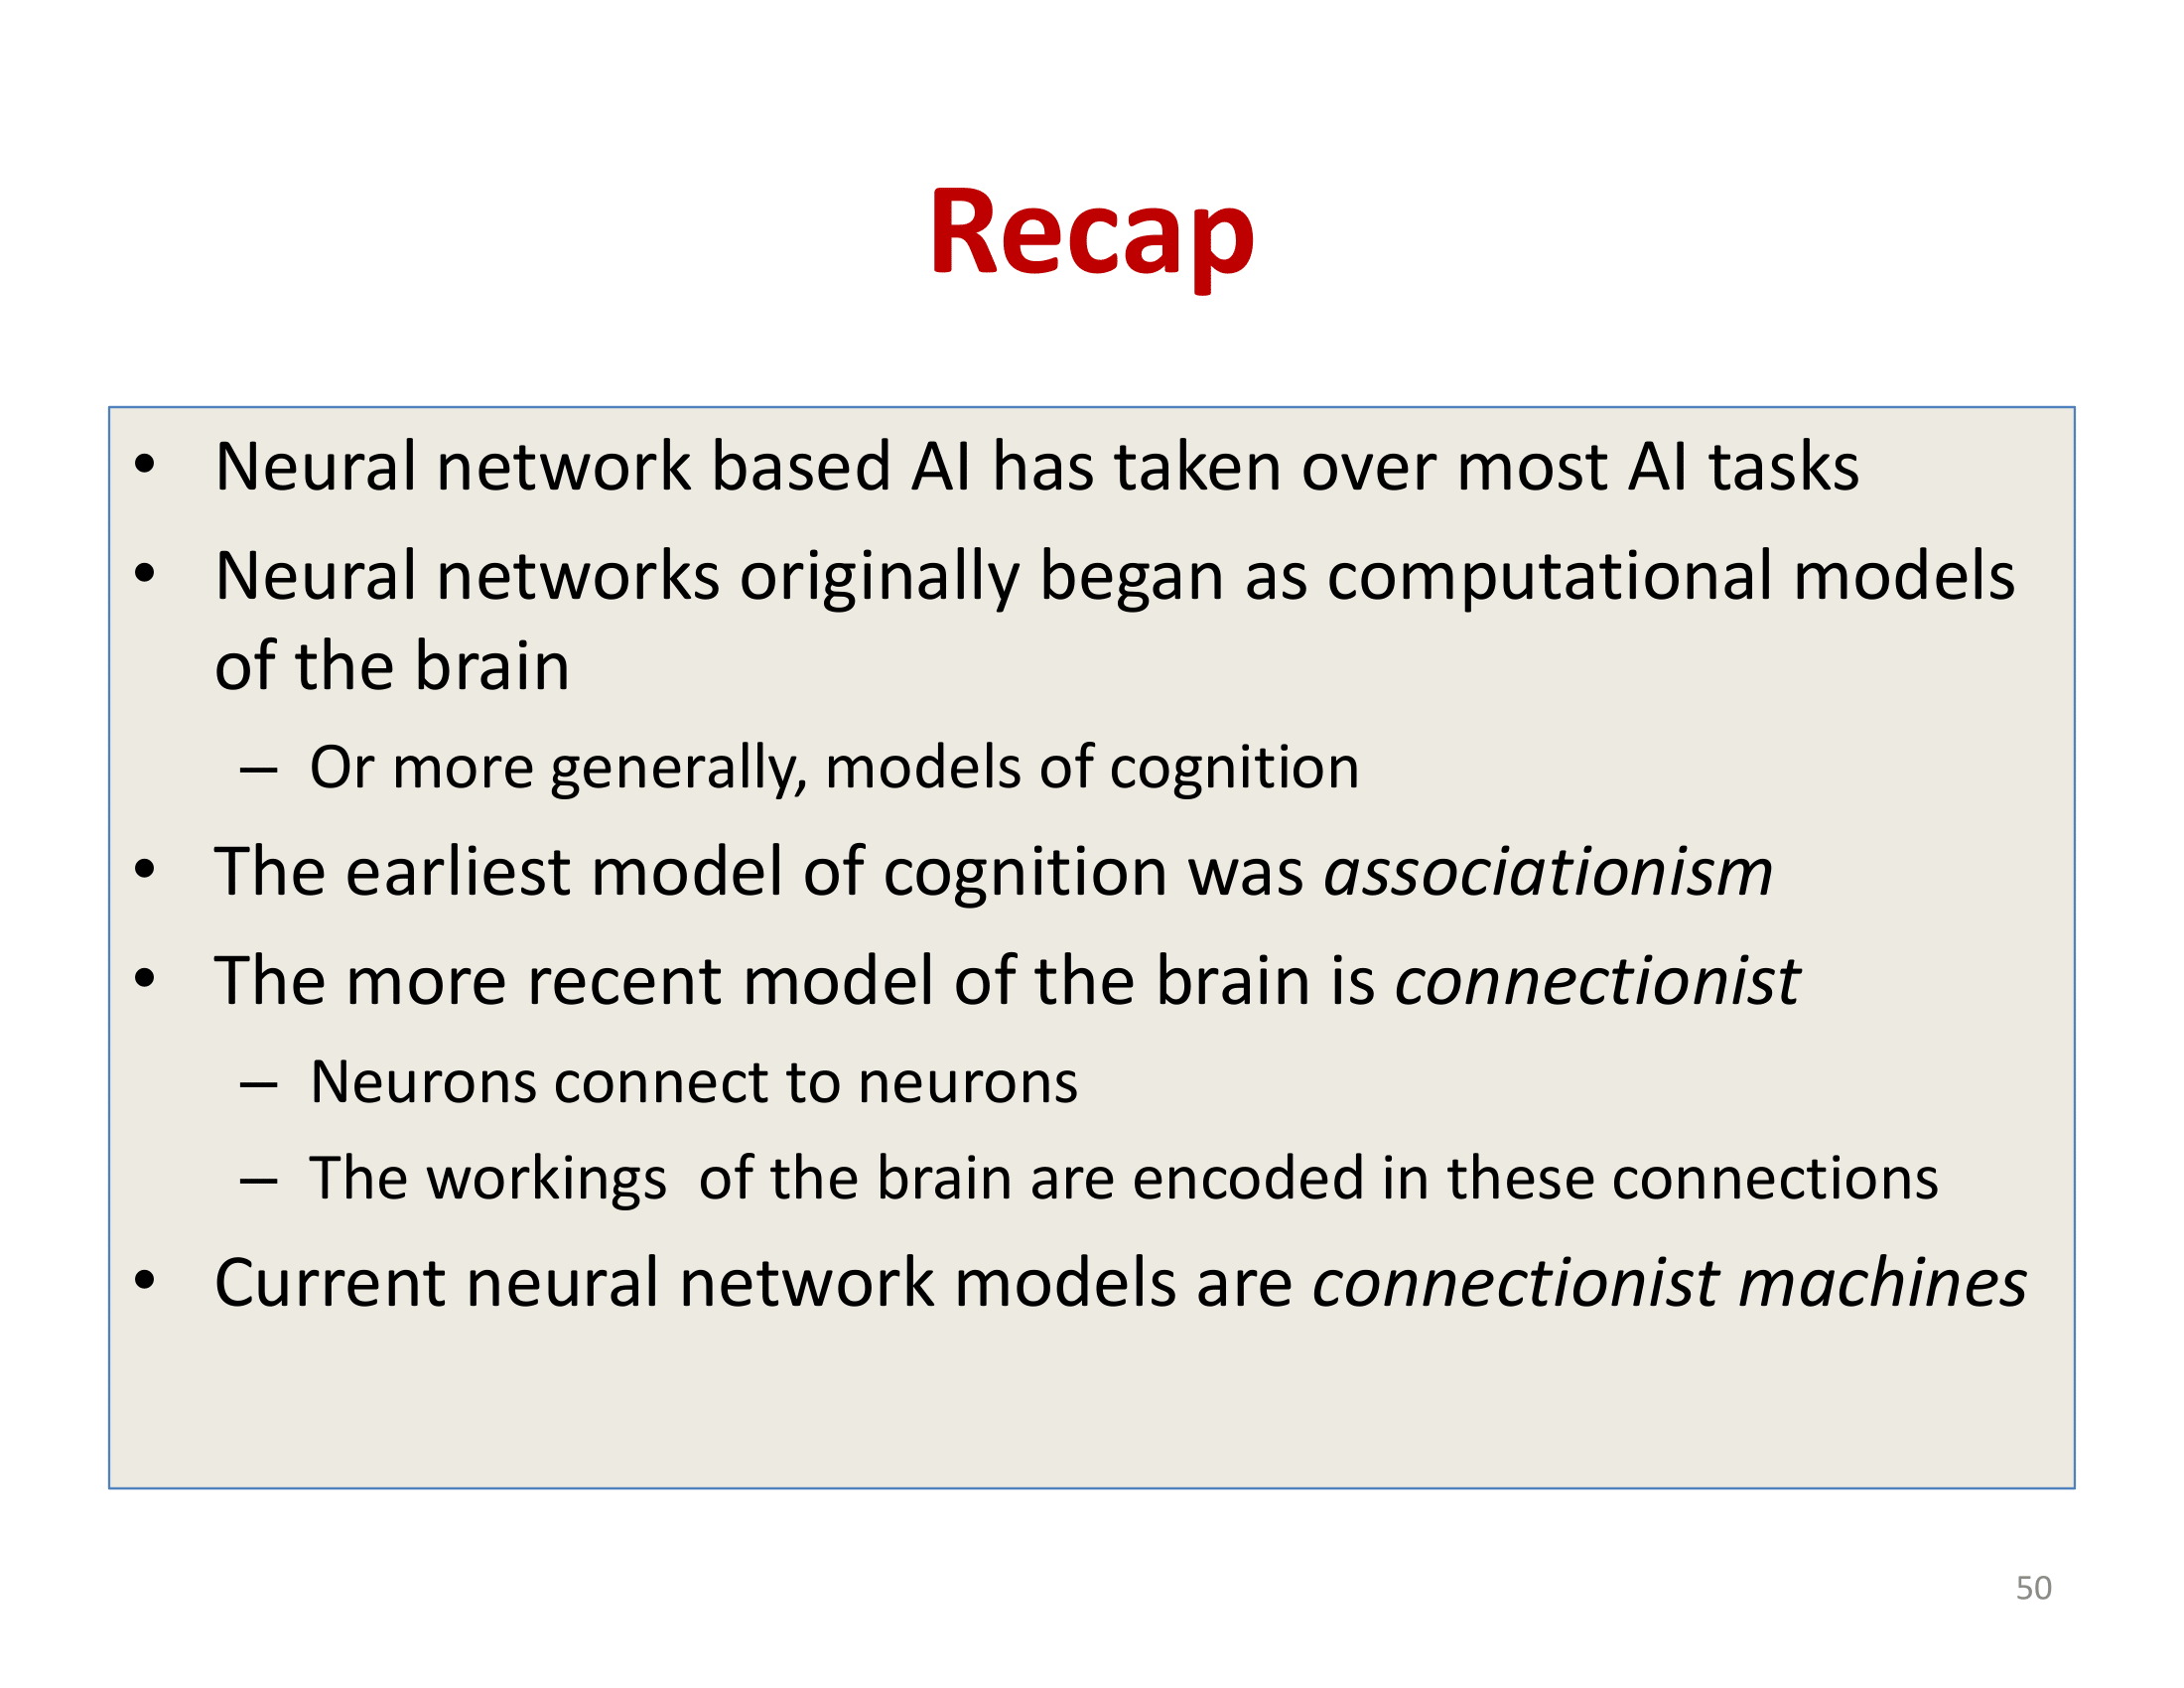 Recap
• Neural network based AI has taken over most AI tasks
• Neural networks originally began as computational models
of the brain
– Or more generally, models of cognition
• The earliest model of cognition was associationism
• The more recent model of the brain is connectionist
– Neurons connect to neurons
– The workings  of the brain are encoded in these connections
• Current neural network models are connectionist machines
50